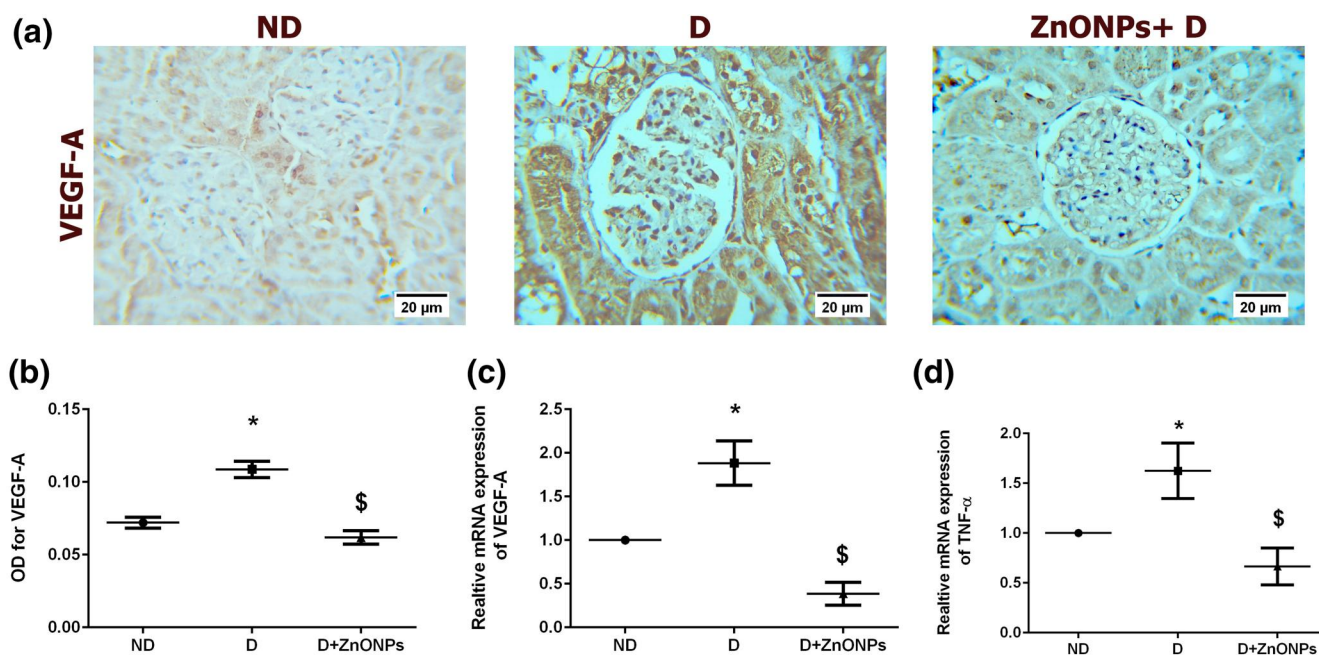 (a)
ND
D
ZnONPs+ D
VEGF-A
20 µm
20 µm
20 µm
(b)
OD for VEGF-A
0.15
0.10
0.05
0.00
*
$
ND
D
D+ZnONPs
(c)
Realtive mRNA expression
of VEGF-A
2.5
2.0
1.5
1.0
0.5
0.0
*
$
ND
D
D+ZnONPs
(d)
Realtive mRNA expression
of TNF-α
2.0
1.5
1.0
0.5
0.0
*
$
ND
D
D+ZnONPs